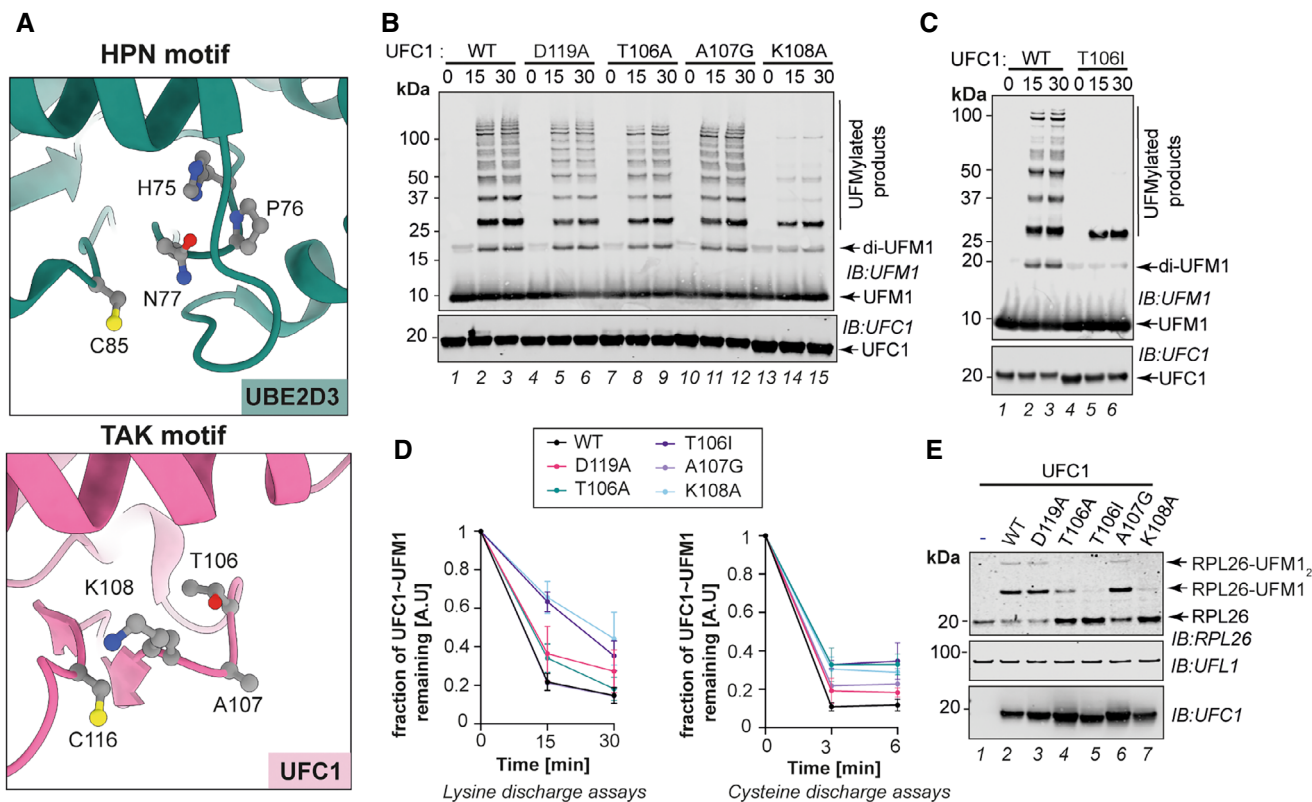 A
HPN motif
H75
P76
N77
C85
UBE2D3
TAK motif
T106
K108
A107
C116
UFC1
B
UFC1 : WT D119A T106A A107G K108A
0 15 30 0 15 30 0 15 30 0 15 30 0 15 30
kDa
100
50
37
25
15
10
UFMylated products
di-UFM1
IB:UFM1
UFM1
20
IB:UFC1
UFC1
1 2 3 4 5 6 7 8 9 10 11 12 13 14 15
C
UFC1: WT T106I
0 15 30 0 15 30
kDa
100
50
37
25
20
10
UFMylated products
di-UFM1
IB:UFM1
UFM1
IB:UFC1
20
UFC1
1 2 3 4 5 6
D
WT T106I
D119A A107G
T106A K108A
fraction of UFC1~UFM1
remaining [A.U]
1
0.8
0.6
0.4
0.2
0
0 15 30
Time [min]
Lysine discharge assays
fraction of UFC1~UFM1
remaining [A.U]
1
0.8
0.6
0.4
0.2
0
0 3 6
Time [min]
Cysteine discharge assays
E
UFC1
- WT D119A T106A T106I A107G K108A
kDa
RPL26-UFM1₂
RPL26-UFM1
20
RPL26
IB:RPL26
100
IB:UFL1
20
IB:UFC1
1 2 3 4 5 6 7